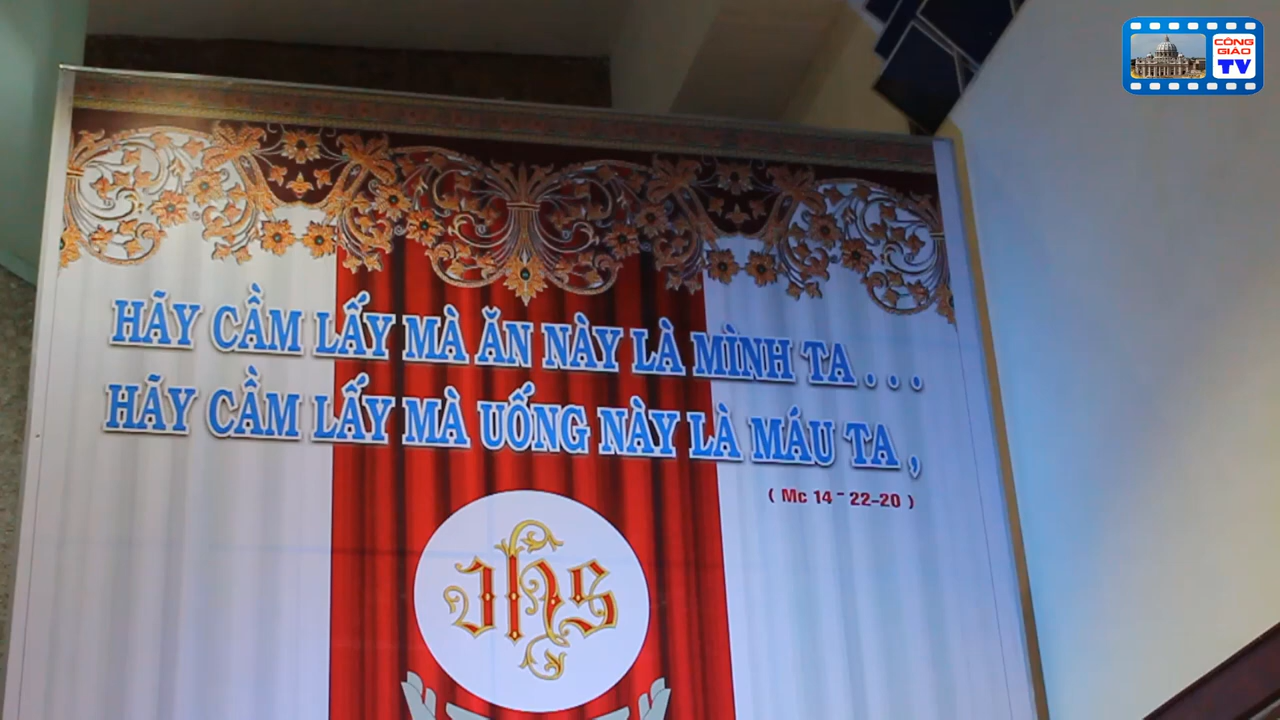 CÔNG
GIÁO
TV
HÃY CẦM LẤY MÀ ĂN NÀY LÀ MÌNH TA . . .
HÃY CẦM LẤY MÀ UỐNG NÀY LÀ MÁU TA ,
( Mc 14 - 22-20 )
Jhs